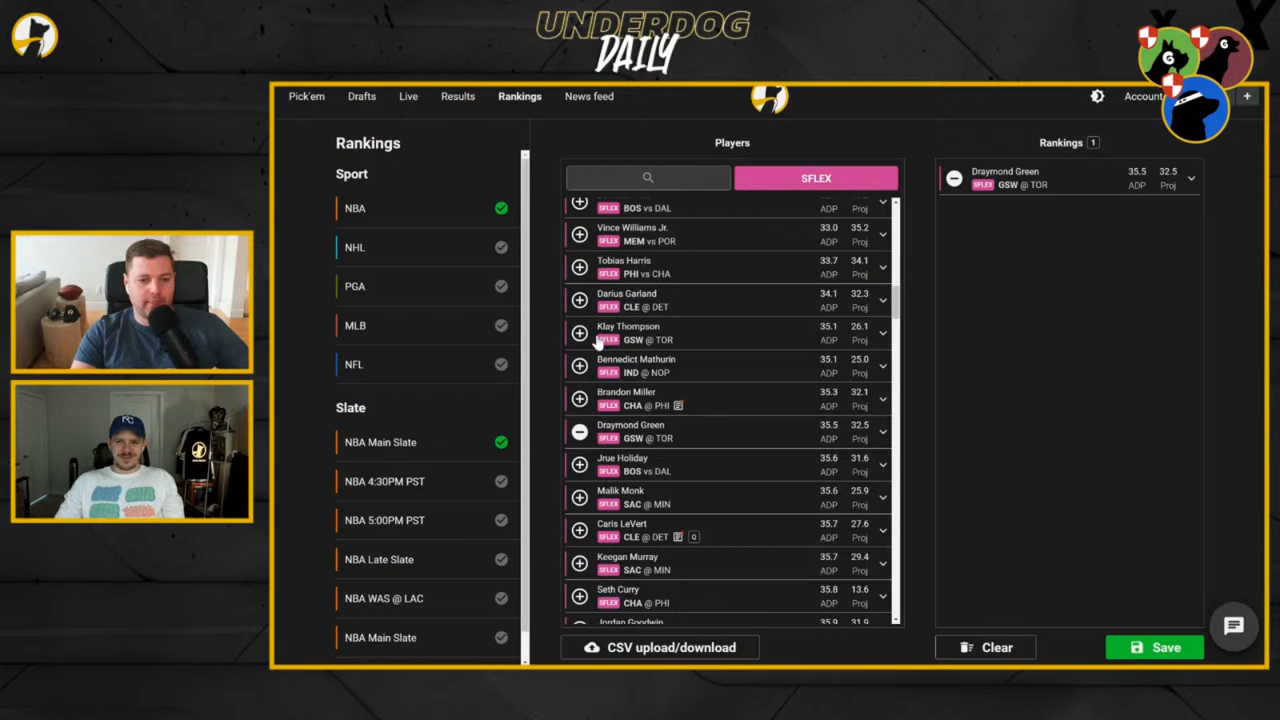 UNDERDOG
DAILY
Pick'em Drafts Live Results Rankings News feed
Account
Rankings
Sport
NBA
NHL
PGA
MLB
NFL
Slate
NBA Main Slate
NBA 4:30PM PST
NBA 5:00PM PST
NBA Late Slate
NBA WAS @ LAC
NBA Main Slate
Players
SFLEX
SFLEX BOS vs DAL ADP Proj
Vince Williams Jr. 33.0 35.2
SFLEX MEM vs POR ADP Proj
Tobias Harris 33.7 34.1
SFLEX PHI vs CHA ADP Proj
Darius Garland 34.1 32.3
SFLEX CLE @ DET ADP Proj
Klay Thompson 35.1 26.1
SFLEX GSW @ TOR ADP Proj
Bennedict Mathurin 35.1 25.0
SFLEX IND @ NOP ADP Proj
Brandon Miller 35.3 32.1
SFLEX CHA @ PHI ADP Proj
Draymond Green 35.5 32.5
SFLEX GSW @ TOR ADP Proj
Jrue Holiday 35.6 31.6
SFLEX BOS vs DAL ADP Proj
Malik Monk 35.6 25.9
SFLEX SAC @ MIN ADP Proj
Caris LeVert 35.7 27.6
SFLEX CLE @ DET Q ADP Proj
Keegan Murray 35.7 29.4
SFLEX SAC @ MIN ADP Proj
Seth Curry 35.8 13.6
SFLEX CHA @ PHI ADP Proj
Jordan Goodwin 35.9 31.9
CSV upload/download
Rankings 1
Draymond Green 35.5 32.5
SFLEX GSW @ TOR ADP Proj
Clear
Save
G
G
KC